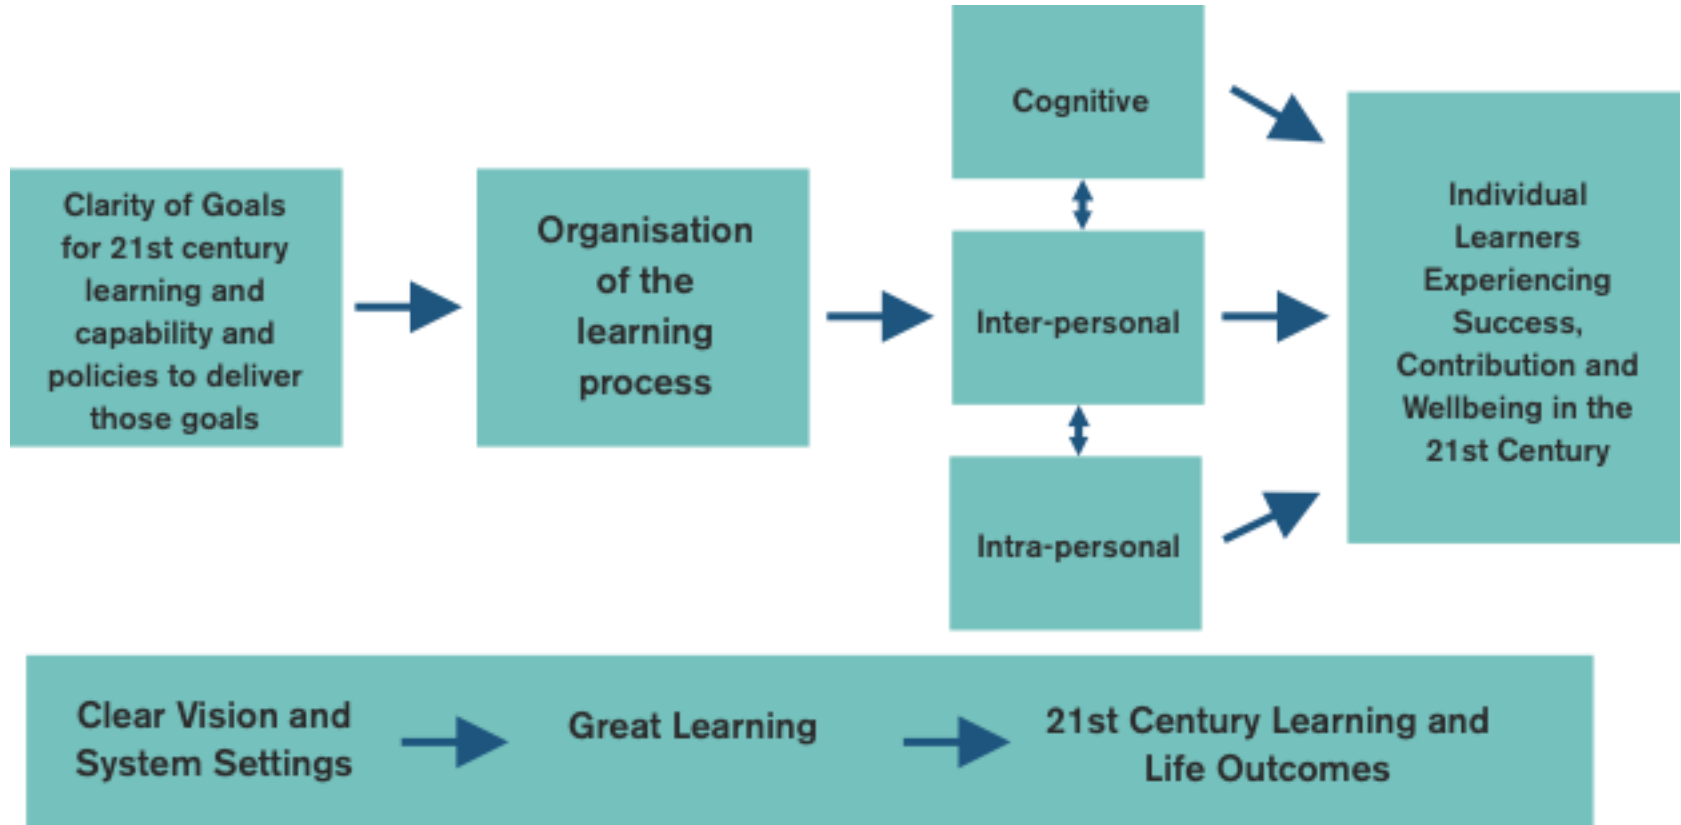 Clarity of Goals
for 21st century
learning and
capability and
policies to deliver
those goals
Organisation
of the
learning
process
Cognitive
Inter-personal
Intra-personal
Individual
Learners
Experiencing
Success,
Contribution and
Wellbeing in the
21st Century
Clear Vision and
System Settings
Great Learning
21st Century Learning and
Life Outcomes